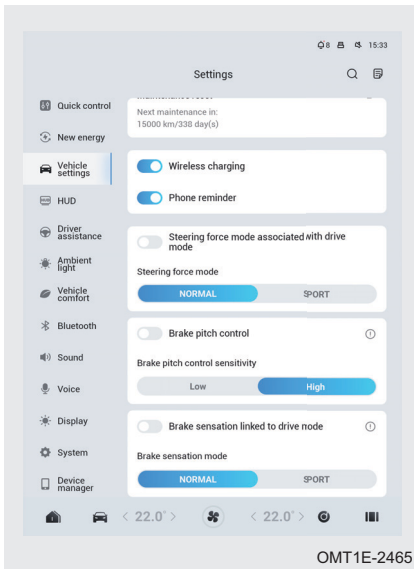 8
15:33
Settings
Quick control
Next maintenance in:
15000 km/338 day(s)
New energy
Vehicle
settings
Wireless charging
HUD
Phone reminder
Driver
assistance
Steering force mode associated with drive
mode
Ambient
light
Steering force mode
Vehicle
comfort
NORMAL
SPORT
Bluetooth
Brake pitch control
Sound
Brake pitch control sensitivity
Voice
Low
High
Display
Brake sensation linked to drive mode
System
Brake sensation mode
Device
manager
NORMAL
SPORT
< 22.0° >
< 22.0° >
OMT1E-2465